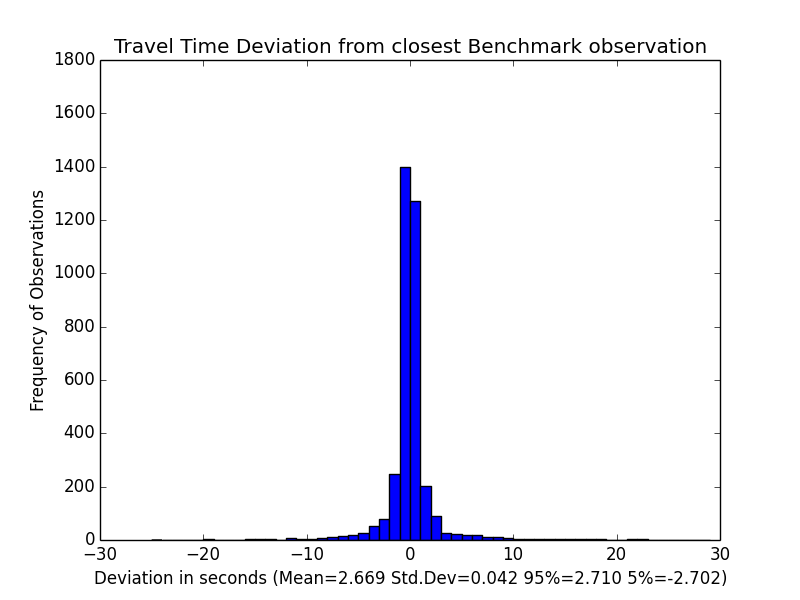 Travel Time Deviation from closest Benchmark observation
1800
1600
1400
1200
1000
800
600
400
200
0
Frequency of Observations
−30 −20 −10 0 10 20 30
Deviation in seconds (Mean=2.669 Std.Dev=0.042 95%=2.710 5%=-2.702)